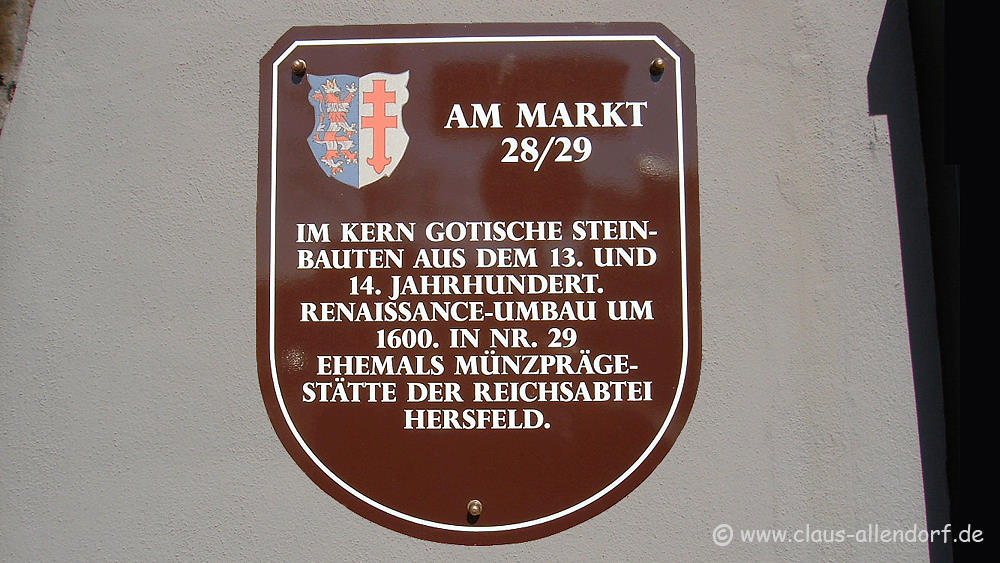 AM MARKT
28/29
IM KERN GOTISCHE STEIN-
BAUTEN AUS DEM 13. UND
14. JAHRHUNDERT.
RENAISSANCE-UMBAU UM
1600. IN NR. 29
EHEMALS MÜNZPRÄGE-
STÄTTE DER REICHSABTEI
HERSFELD.
© www.claus-allendorf.de